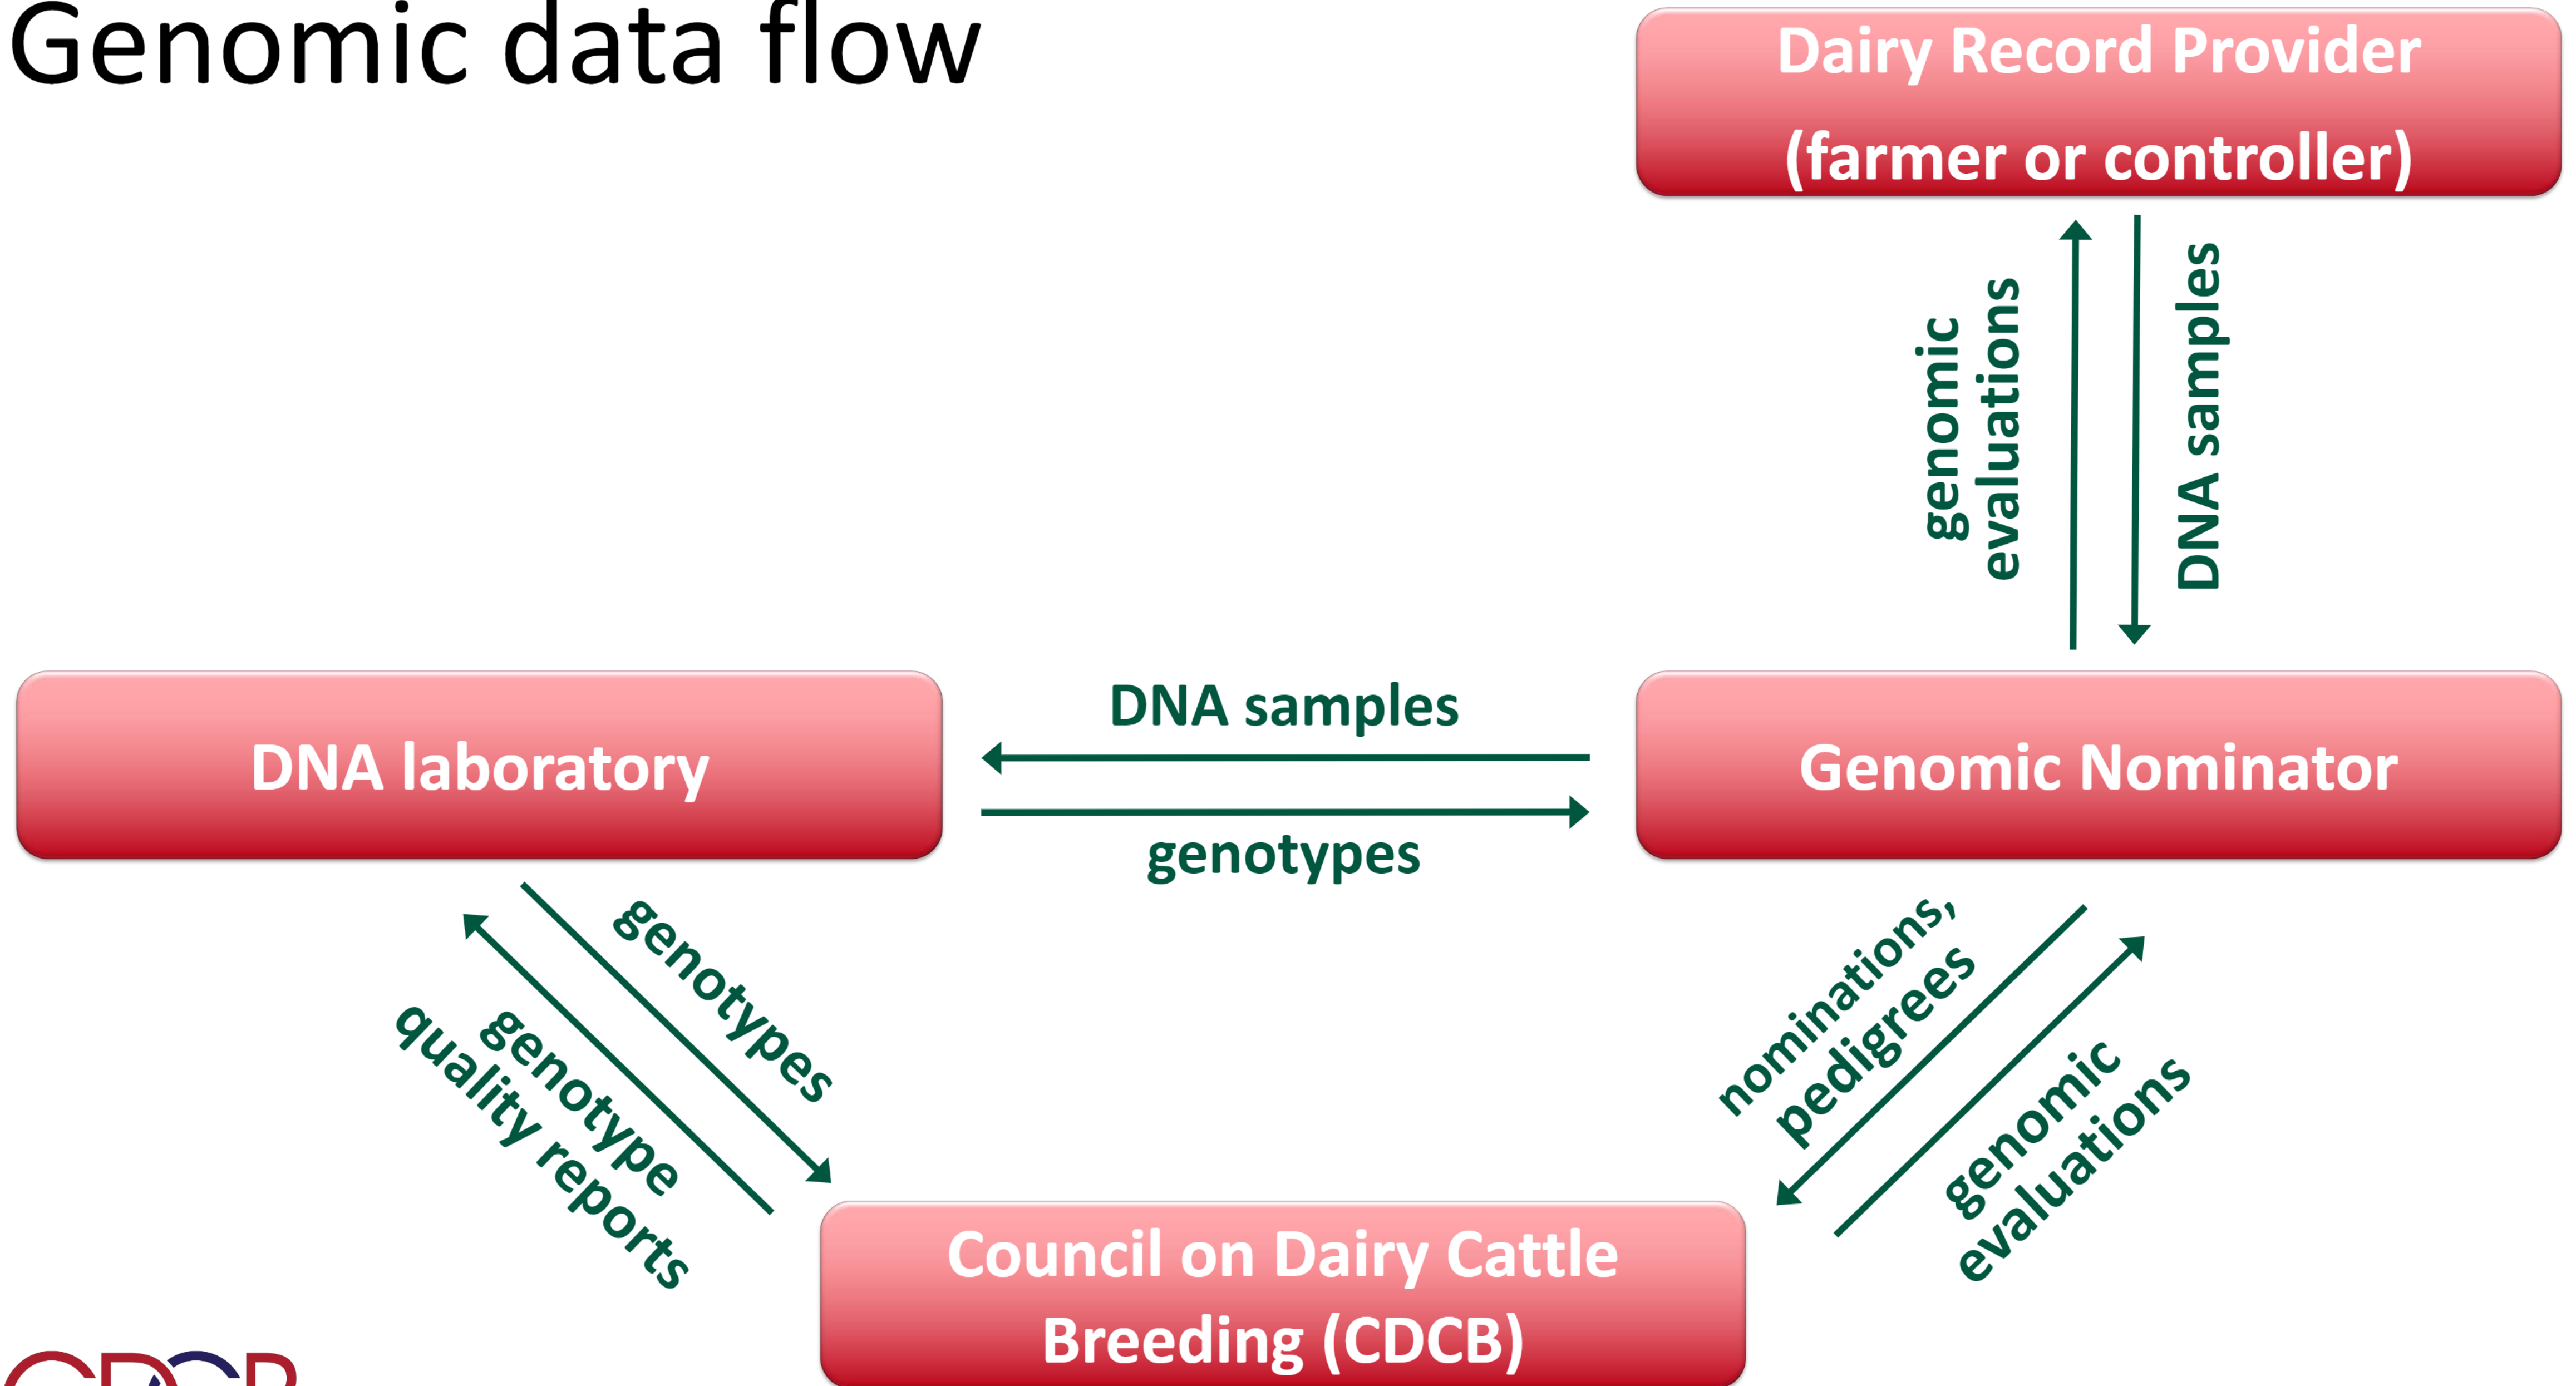 Genomic data flow
Dairy Record Provider
(farmer or controller)
genomic
evaluations
DNA samples
DNA laboratory
DNA samples
genotypes
Genomic Nominator
genotypes
genotype
quality reports
nominations,
pedigrees
genomic
evaluations
Council on Dairy Cattle
Breeding (CDCB)
CDCB